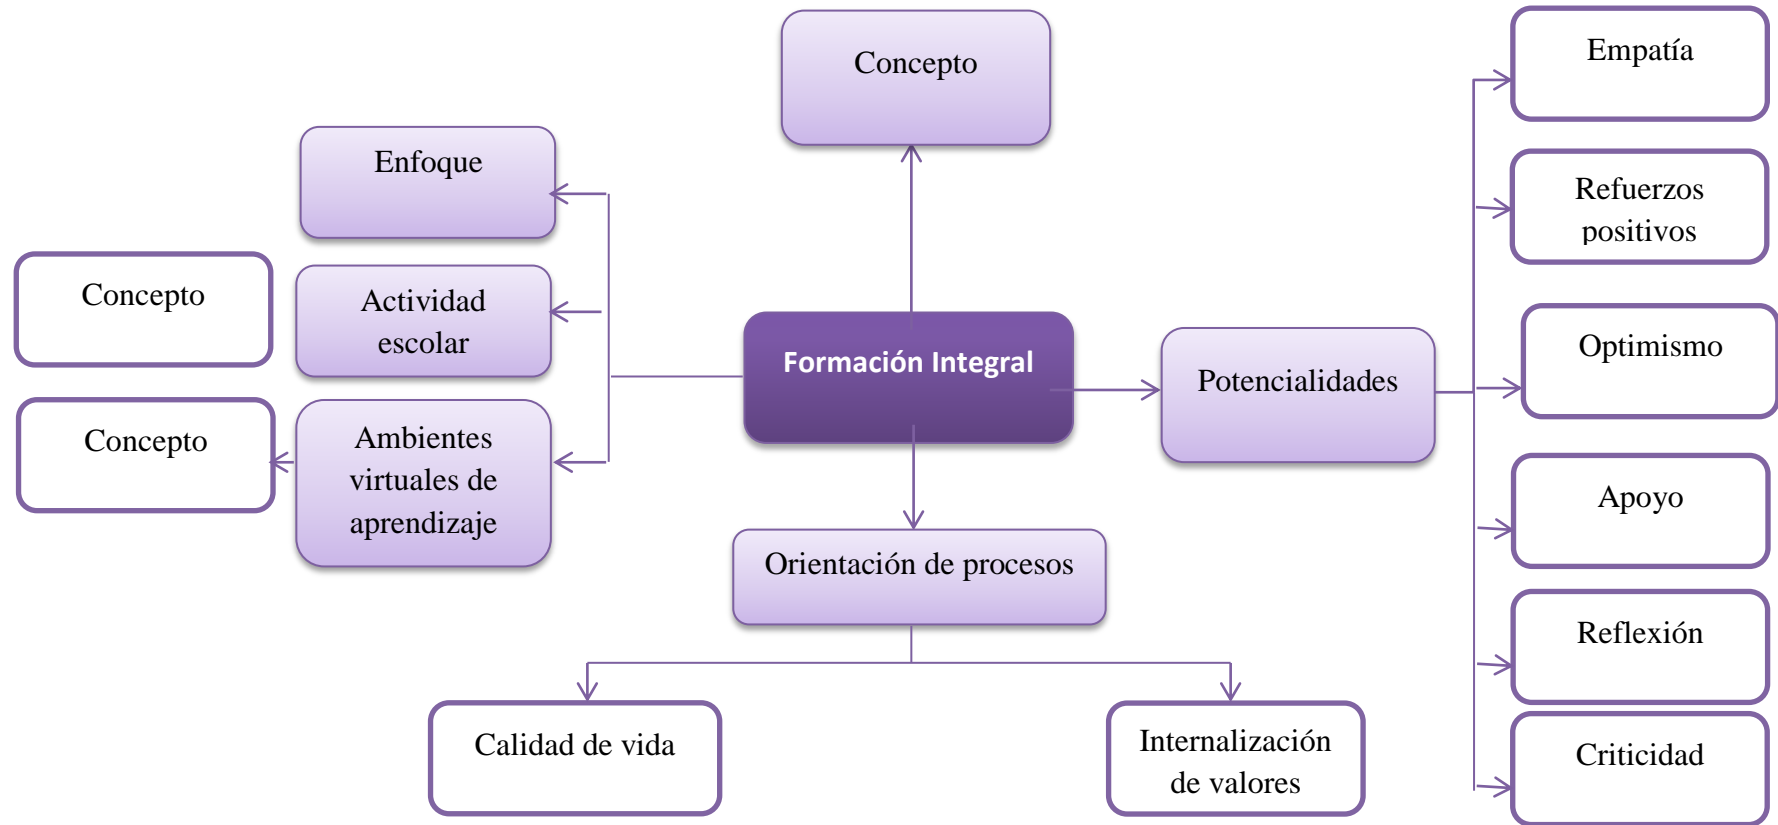 Concepto
Empatía
Enfoque
Refuerzos
positivos
Concepto
Actividad
escolar
Formación Integral
Optimismo
Potencialidades
Concepto
Ambientes
virtuales de
aprendizaje
Apoyo
Orientación de procesos
Reflexión
Calidad de vida
Internalización
de valores
Criticidad